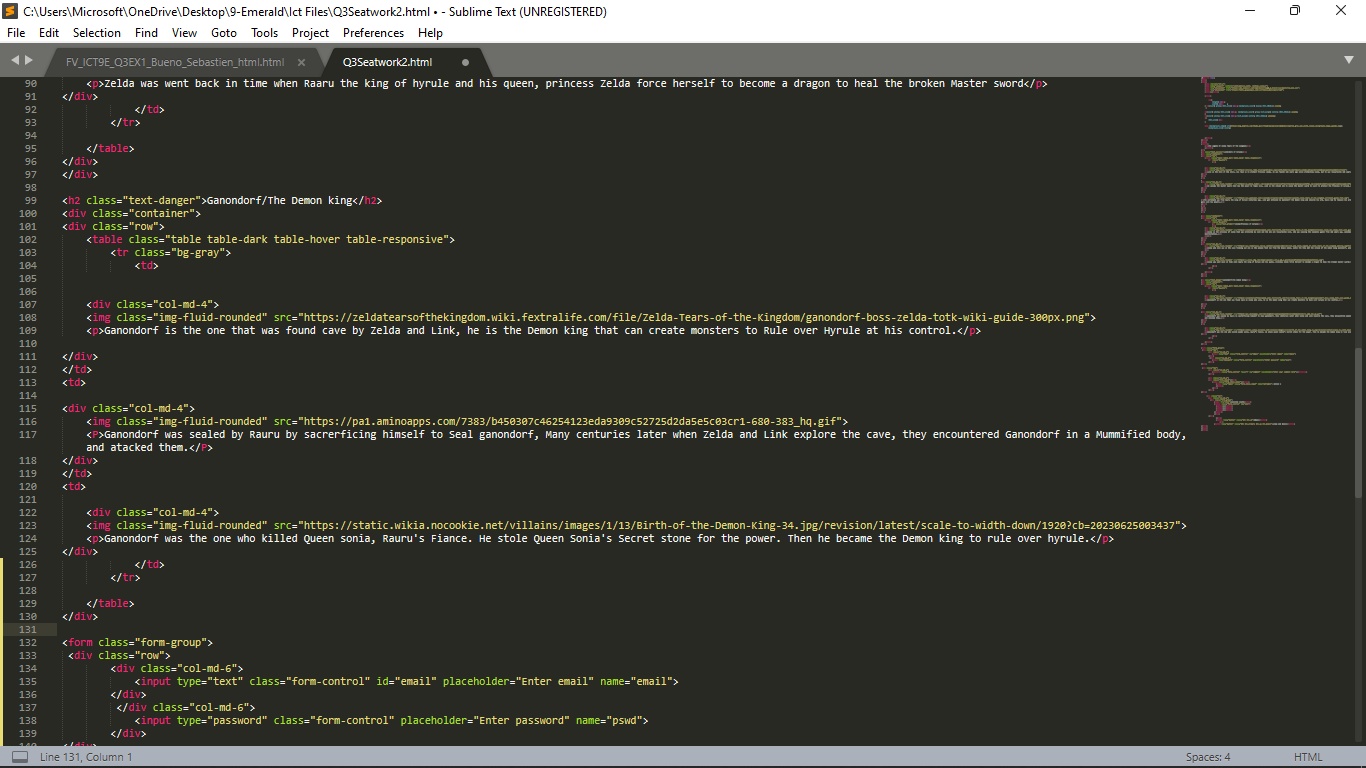 C:\Users\Microsoft\OneDrive\Desktop\9-Emerald\Ict Files\Q3Seatwork2.html • - Sublime Text (UNREGISTERED)
File Edit Selection Find View Goto Tools Project Preferences Help
FV_ICT9E_Q3EX1_Bueno_Sebastien_html.html × Q3Seatwork2.html
90 <p>Zelda was went back in time when Raaru the king of hyrule and his queen, princess Zelda force herself to become a dragon to heal the broken Master sword</p>
91 </div>
92 </td>
93 </tr>
94
95 </table>
96 </div>
97 </div>
98
99 <h2 class="text-danger">Ganondorf/The Demon king</h2>
100 <div class="container">
101 <div class="row">
102 <table class="table table-dark table-hover table-responsive">
103 <tr class="bg-gray">
104 <td>
105
106
107 <div class="col-md-4">
108 <img class="img-fluid-rounded" src="https://zeldatearsofthekingdom.wiki.fextralife.com/file/Zelda-Tears-of-the-Kingdom/ganondorf-boss-zelda-totk-wiki-guide-300px.png">
109 <p>Ganondorf is the one that was found cave by Zelda and Link, he is the Demon king that can create monsters to Rule over Hyrule at his control.</p>
110
111 </div>
112 </td>
113 <td>
114
115 <div class="col-md-4">
116 <img class="img-fluid-rounded" src="https://pa1.aminoapps.com/7383/b450307c46254123eda9309c52725d2da5e5c03cr1-680-383_hq.gif">
117 <P>Ganondorf was sealed by Rauru by sacrerficing himself to Seal ganondorf, Many centuries later when Zelda and Link explore the cave, they encountered Ganondorf in a Mummified body,
and atacked them.</P>
118 </div>
119 </td>
120 <td>
121
122 <div class="col-md-4">
123 <img class="img-fluid-rounded" src="https://static.wikia.nocookie.net/villains/images/1/13/Birth-of-the-Demon-King-34.jpg/revision/latest/scale-to-width-down/1920?cb=20230625003437">
124 <p>Ganondorf was the one who killed Queen sonia, Rauru's Fiance. He stole Queen Sonia's Secret stone for the power. Then he became the Demon king to rule over hyrule.</p>
125 </div>
126 </td>
127 </tr>
128
129 </table>
130 </div>
131
132 <form class="form-group">
133 <div class="row">
134 <div class="col-md-6">
135 <input type="text" class="form-control" id="email" placeholder="Enter email" name="email">
136 </div>
137 </div class="col-md-6">
138 <input type="password" class="form-control" placeholder="Enter password" name="pswd">
139 </div>
140 </div>
Line 131, Column 1 Spaces: 4 HTML